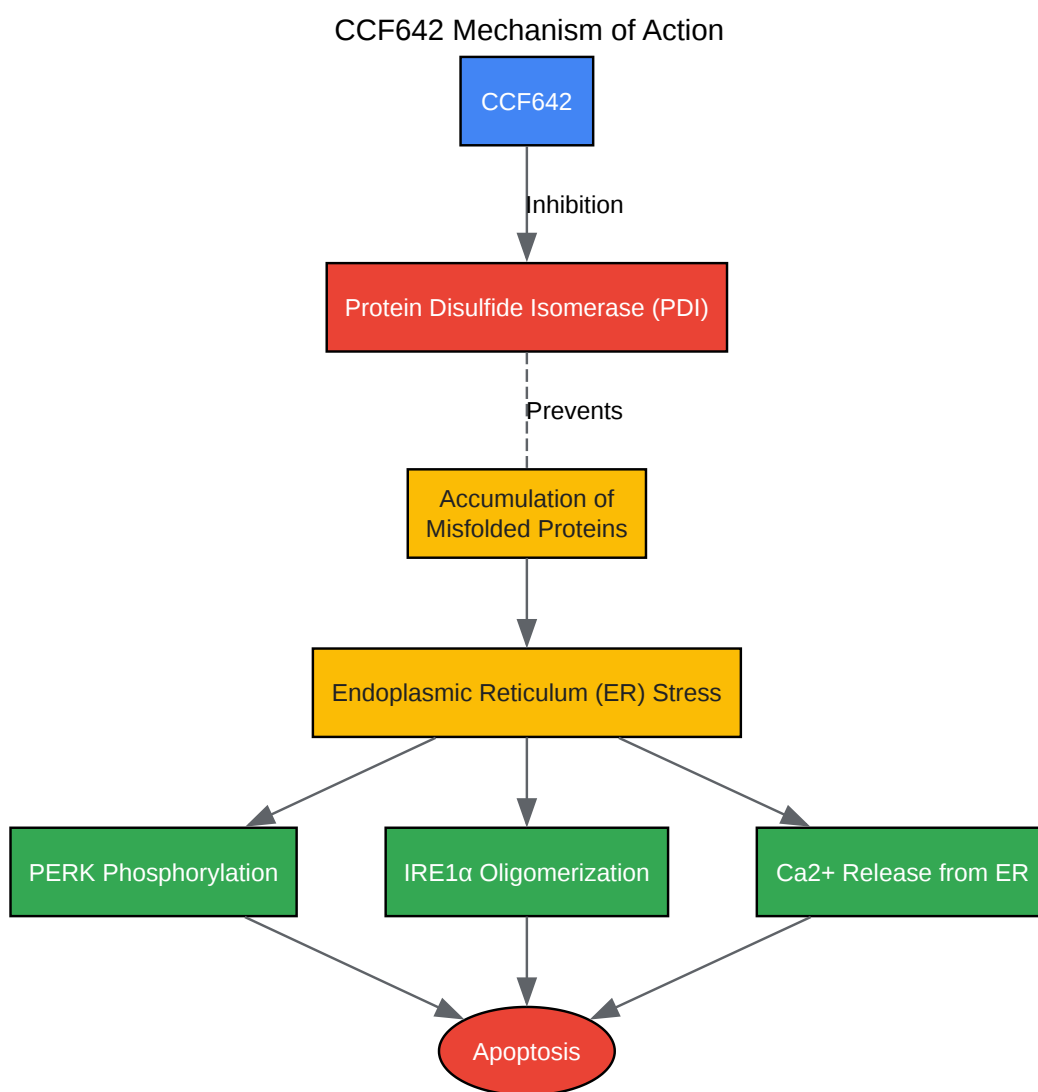 CCF642 Mechanism of Action
CCF642
Inhibition
Protein Disulfide Isomerase (PDI)
Prevents
Accumulation of
Misfolded Proteins
Endoplasmic Reticulum (ER) Stress
PERK Phosphorylation
IRE1α Oligomerization
Ca2+ Release from ER
Apoptosis